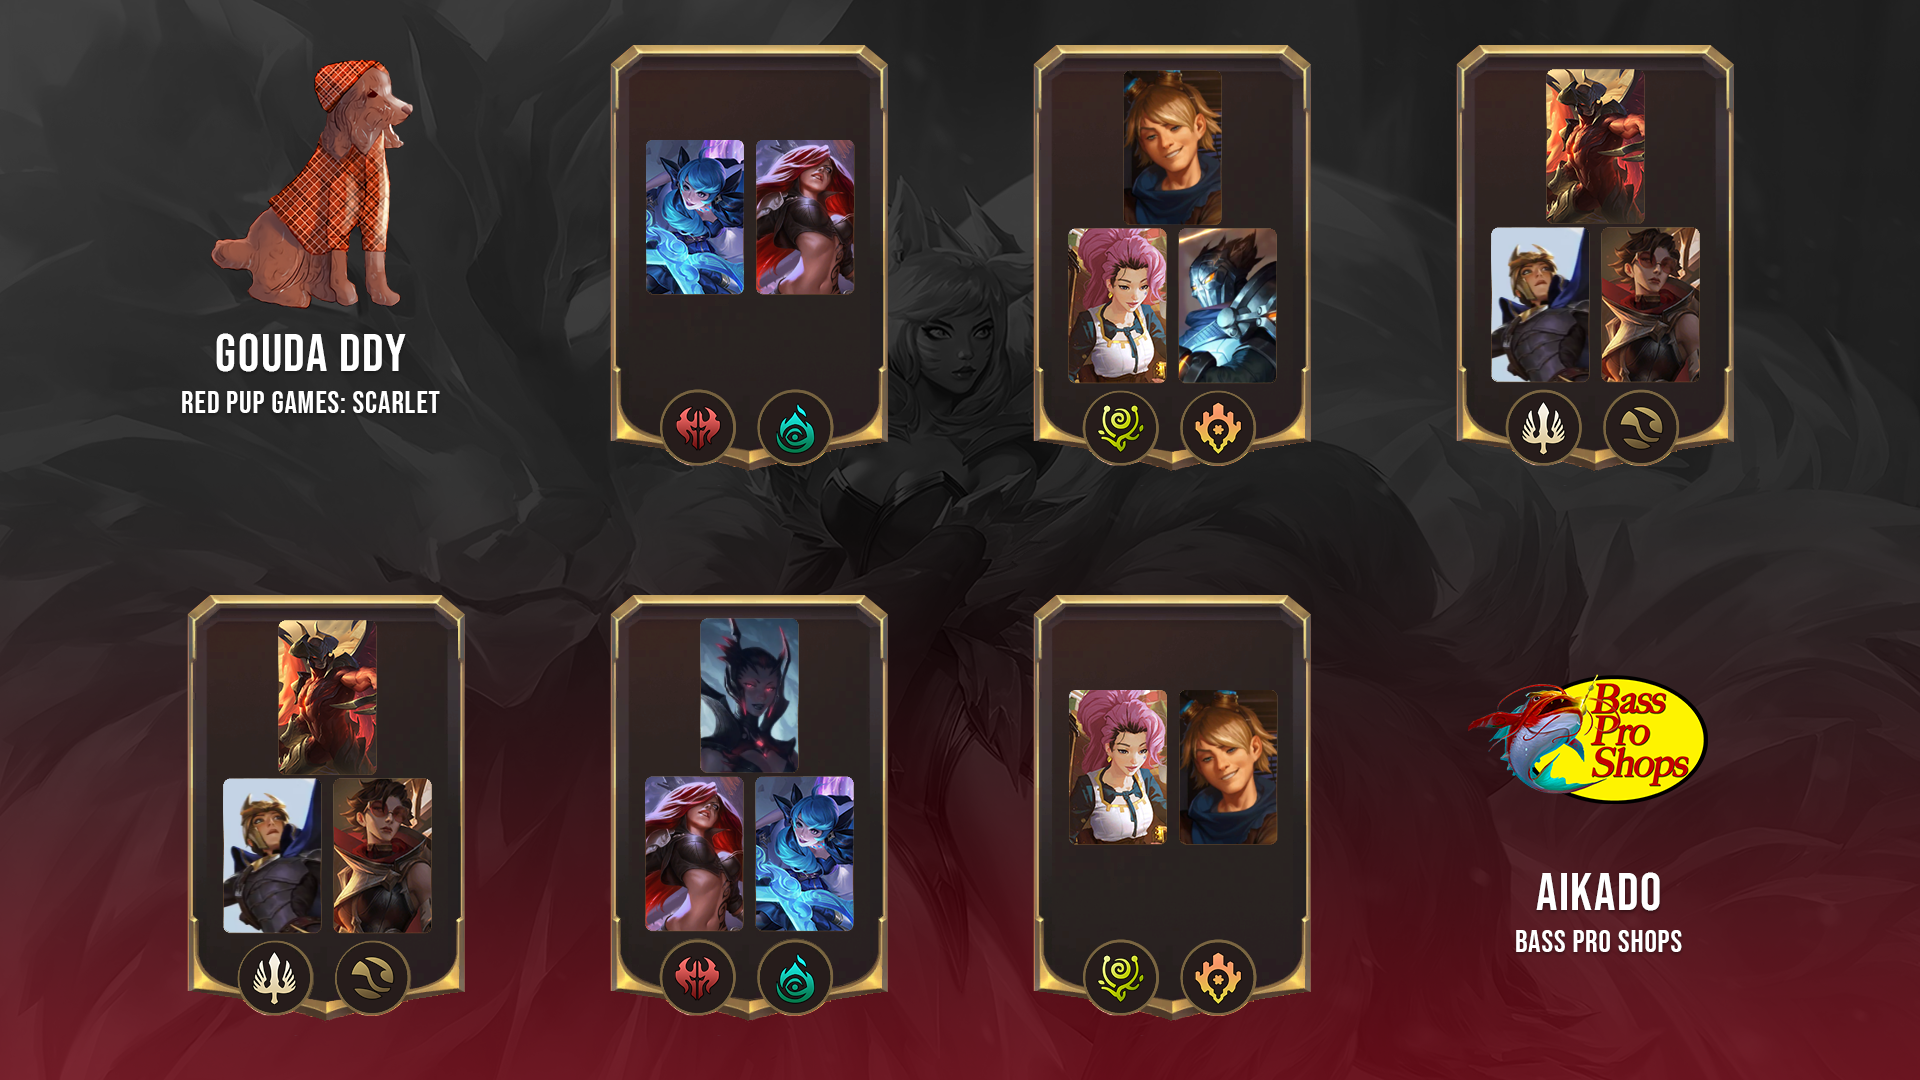 GOUDA DDY
RED PUP GAMES: SCARLET
Bass
Pro
Shops
AIKADO
BASS PRO SHOPS